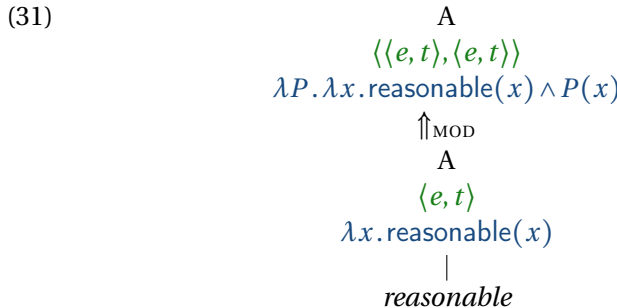 (31) A
⟨⟨e, t⟩, ⟨e, t⟩⟩
λP . λx . reasonable(x) ∧ P(x)
⇑MOD
A
⟨e, t⟩
λx . reasonable(x)
reasonable